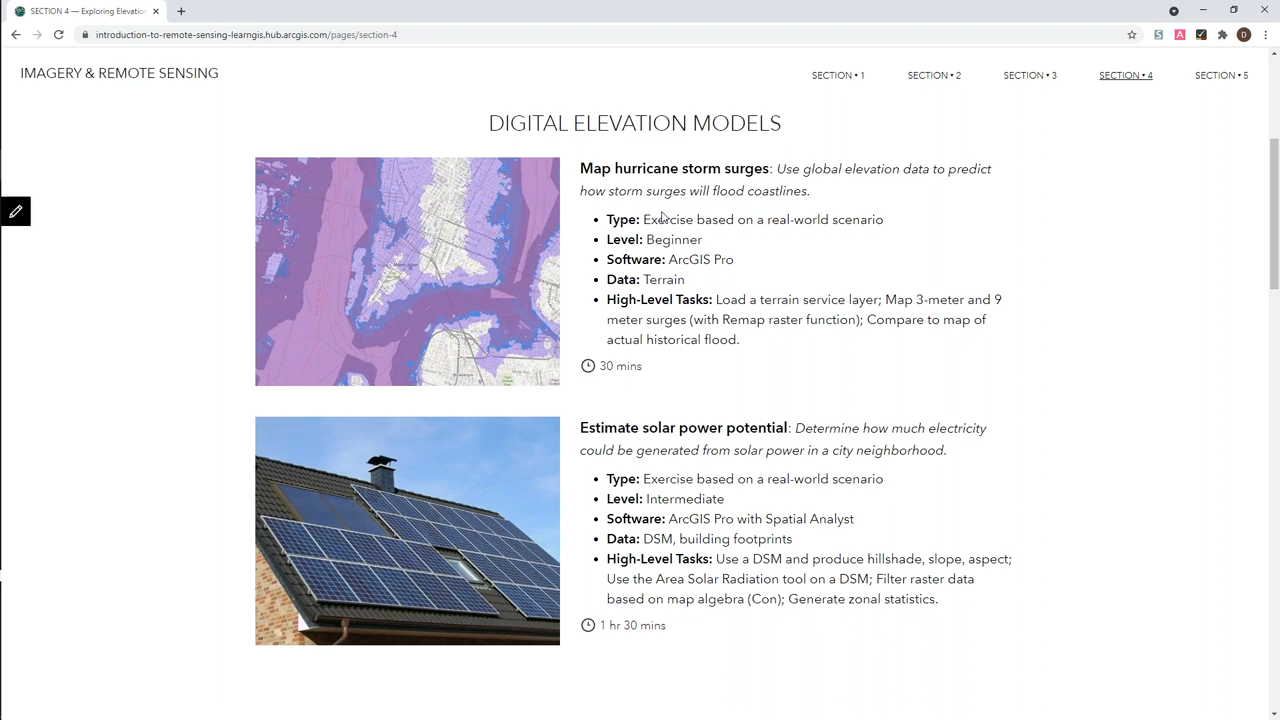 SECTION 4 — Exploring Elevatio
introduction-to-remote-sensing-learngis.hub.arcgis.com/pages/section-4
IMAGERY & REMOTE SENSING
SECTION • 1
SECTION • 2
SECTION • 3
SECTION • 4
SECTION • 5
DIGITAL ELEVATION MODELS
Map hurricane storm surges: Use global elevation data to predict
how storm surges will flood coastlines.
• Type: Exercise based on a real-world scenario
• Level: Beginner
• Software: ArcGIS Pro
• Data: Terrain
• High-Level Tasks: Load a terrain service layer; Map 3-meter and 9
meter surges (with Remap raster function); Compare to map of
actual historical flood.
30 mins
Estimate solar power potential: Determine how much electricity
could be generated from solar power in a city neighborhood.
• Type: Exercise based on a real-world scenario
• Level: Intermediate
• Software: ArcGIS Pro with Spatial Analyst
• Data: DSM, building footprints
• High-Level Tasks: Use a DSM and produce hillshade, slope, aspect;
Use the Area Solar Radiation tool on a DSM; Filter raster data
based on map algebra (Con); Generate zonal statistics.
1 hr 30 mins